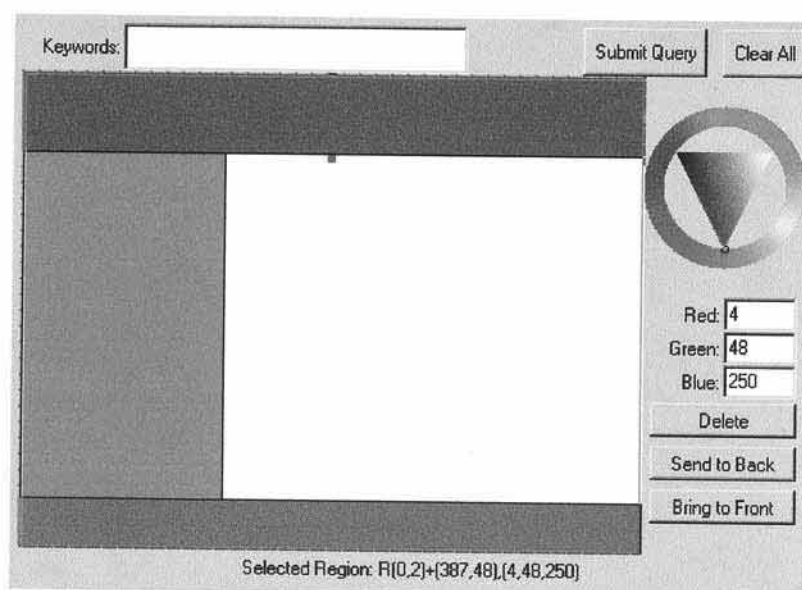 Keywords: Submit Query Clear All
Red: 4
Green: 48
Blue: 250
Delete
Send to Back
Bring to Front
Selected Region: R(0,2)+(387,48),(4,48,250)